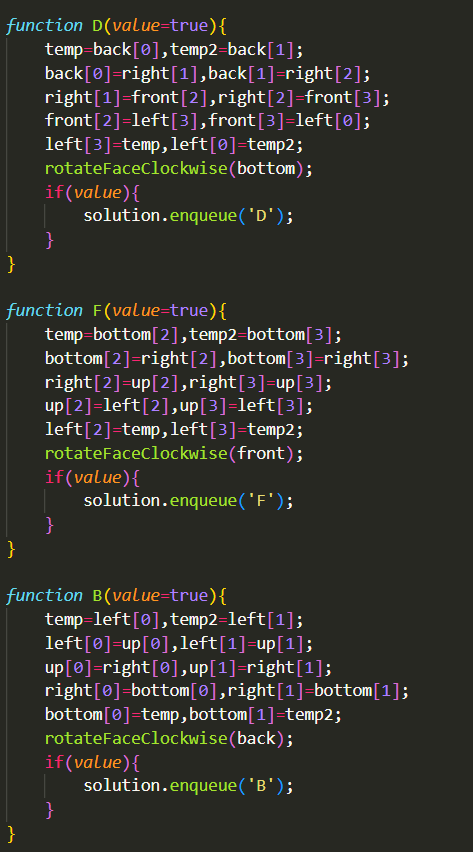 function D(value=true){
    temp=back[0],temp2=back[1];
    back[0]=right[1],back[1]=right[2];
    right[1]=front[2],right[2]=front[3];
    front[2]=left[3],front[3]=left[0];
    left[3]=temp,left[0]=temp2;
    rotateFaceClockwise(bottom);
    if(value){
        solution.enqueue('D');
    }
}

function F(value=true){
    temp=bottom[2],temp2=bottom[3];
    bottom[2]=right[2],bottom[3]=right[3];
    right[2]=up[2],right[3]=up[3];
    up[2]=left[2],up[3]=left[3];
    left[2]=temp,left[3]=temp2;
    rotateFaceClockwise(front);
    if(value){
        solution.enqueue('F');
    }
}

function B(value=true){
    temp=left[0],temp2=left[1];
    left[0]=up[0],left[1]=up[1];
    up[0]=right[0],up[1]=right[1];
    right[0]=bottom[0],right[1]=bottom[1];
    bottom[0]=temp,bottom[1]=temp2;
    rotateFaceClockwise(back);
    if(value){
        solution.enqueue('B');
    }
}